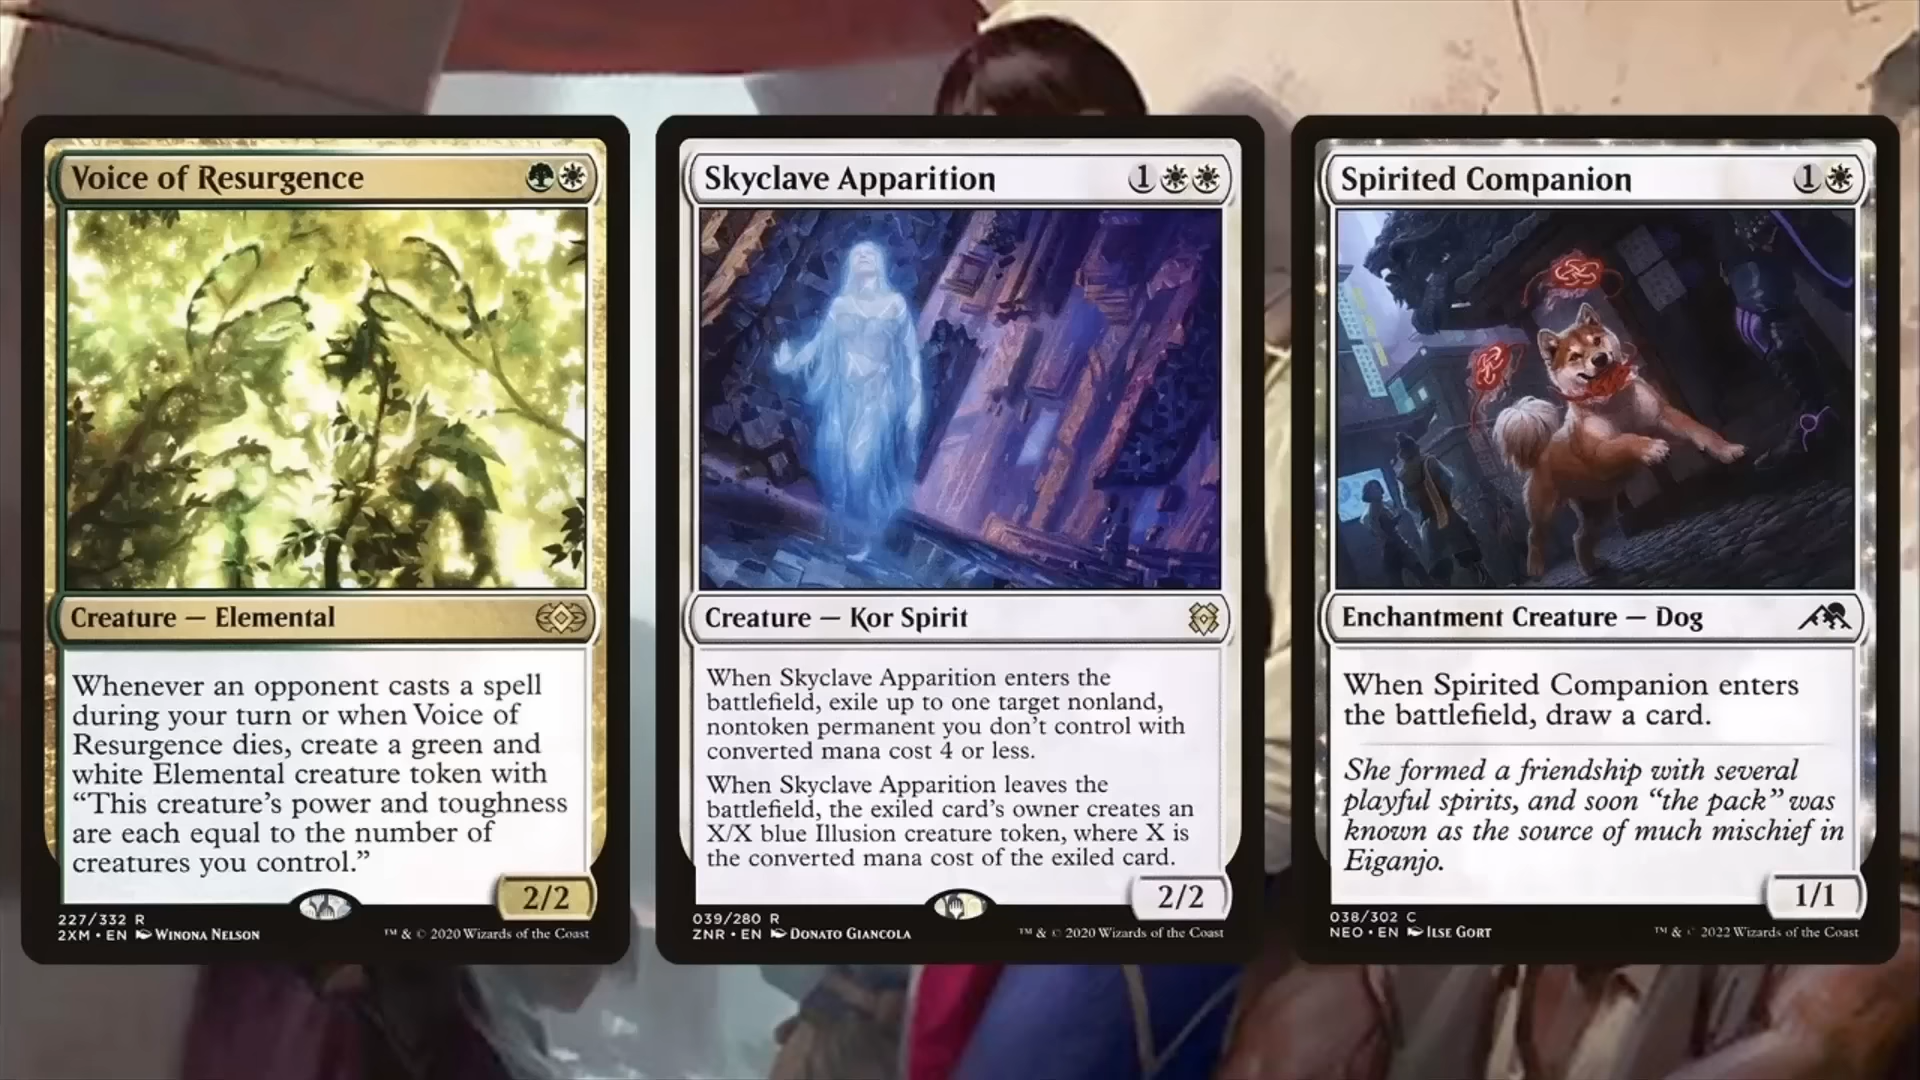 Voice of Resurgence
Creature — Elemental
Whenever an opponent casts a spell
during your turn or when Voice of
Resurgence dies, create a green and
white Elemental creature token with
“This creature’s power and toughness
are each equal to the number of
creatures you control.”
2/2
227/332 R
2XM • EN Winona Nelson
™ & © 2020 Wizards of the Coast
Skyclave Apparition 1
Creature — Kor Spirit
When Skyclave Apparition enters the
battlefield, exile up to one target nonland,
nontoken permanent you don’t control with
converted mana cost 4 or less.
When Skyclave Apparition leaves the
battlefield, the exiled card’s owner creates an
X/X blue Illusion creature token, where X is
the converted mana cost of the exiled card.
2/2
039/280 R
ZNR • EN Donato Giancola
™ & © 2020 Wizards of the Coast
Spirited Companion 1
Enchantment Creature — Dog
When Spirited Companion enters
the battlefield, draw a card.
She formed a friendship with several
playful spirits, and soon “the pack” was
known as the source of much mischief in
Eiganjo.
1/1
038/302 C
NEO • EN Ilse Gort
™ & © 2022 Wizards of the Coast